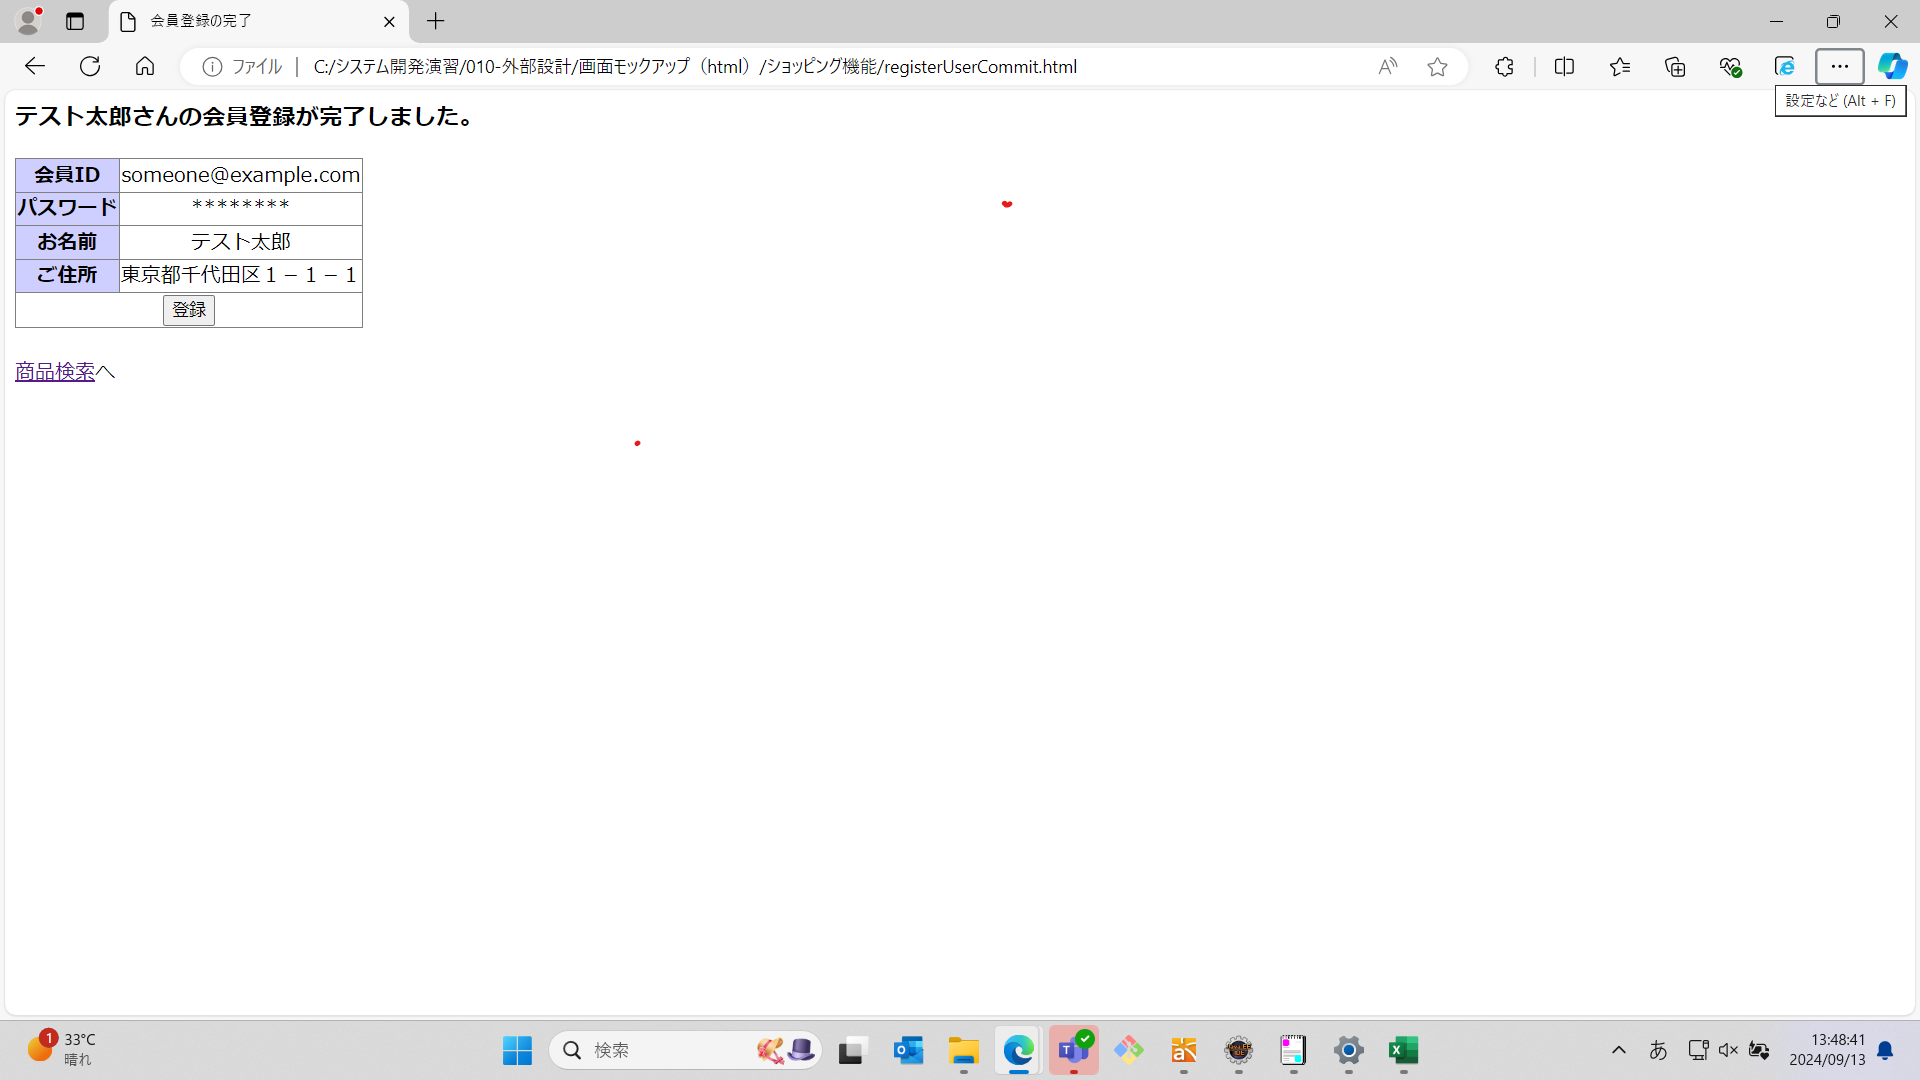 会員登録の完了
ファイル
C:/システム開発演習/010-外部設計/画面モックアップ（html）/ショッピング機能/registerUserCommit.html
設定など (Alt + F)
テスト太郎さんの会員登録が完了しました。
会員ID someone@example.com
パスワード ********
お名前 テスト太郎
ご住所 東京都千代田区１－１－１
登録
商品検索へ
1
33°C
晴れ
検索
あ
13:48:41
2024/09/13